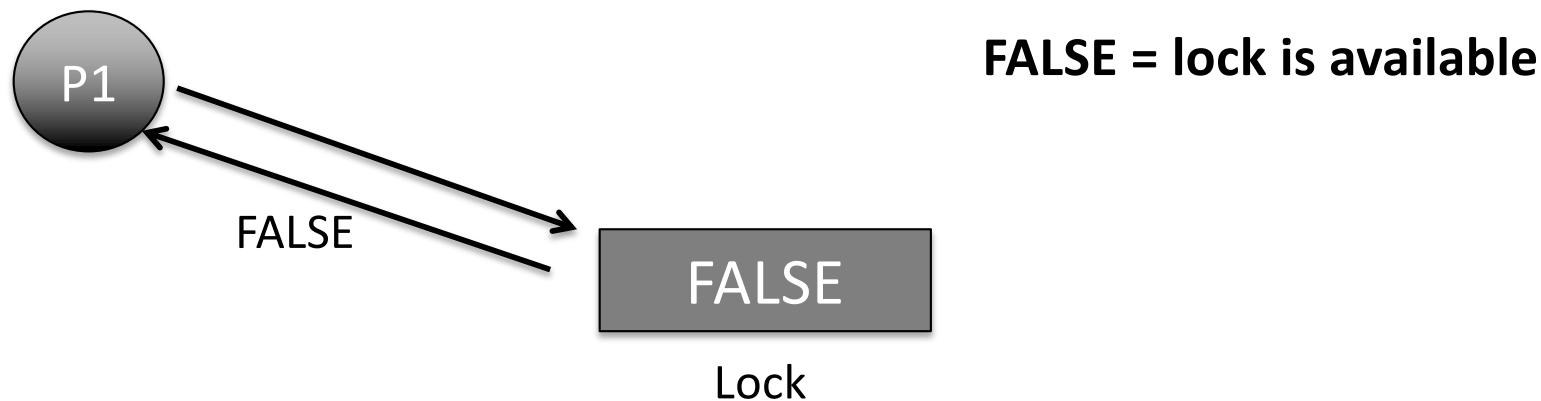 P1
FALSE = lock is available
FALSE
FALSE
Lock